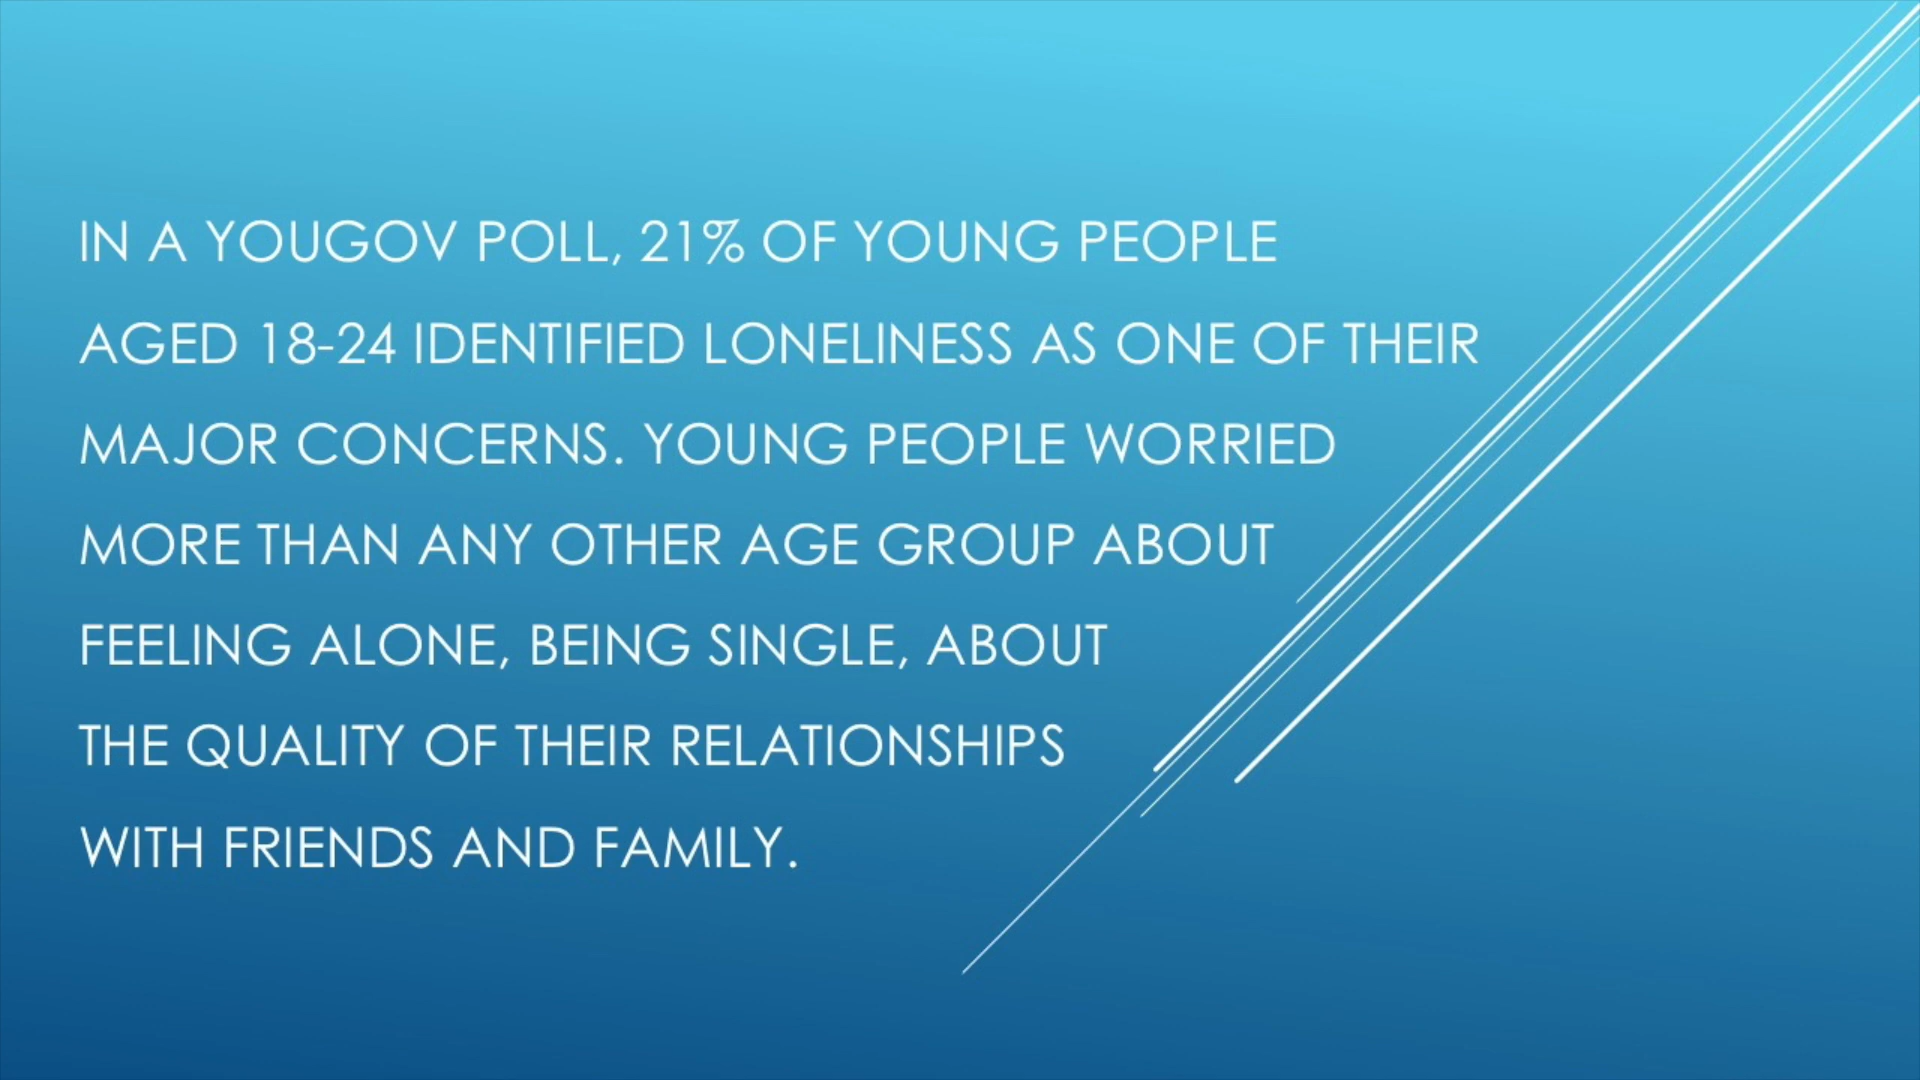 IN A YOUGOV POLL, 21% OF YOUNG PEOPLE
AGED 18-24 IDENTIFIED LONELINESS AS ONE OF THEIR
MAJOR CONCERNS. YOUNG PEOPLE WORRIED
MORE THAN ANY OTHER AGE GROUP ABOUT
FEELING ALONE, BEING SINGLE, ABOUT
THE QUALITY OF THEIR RELATIONSHIPS
WITH FRIENDS AND FAMILY.